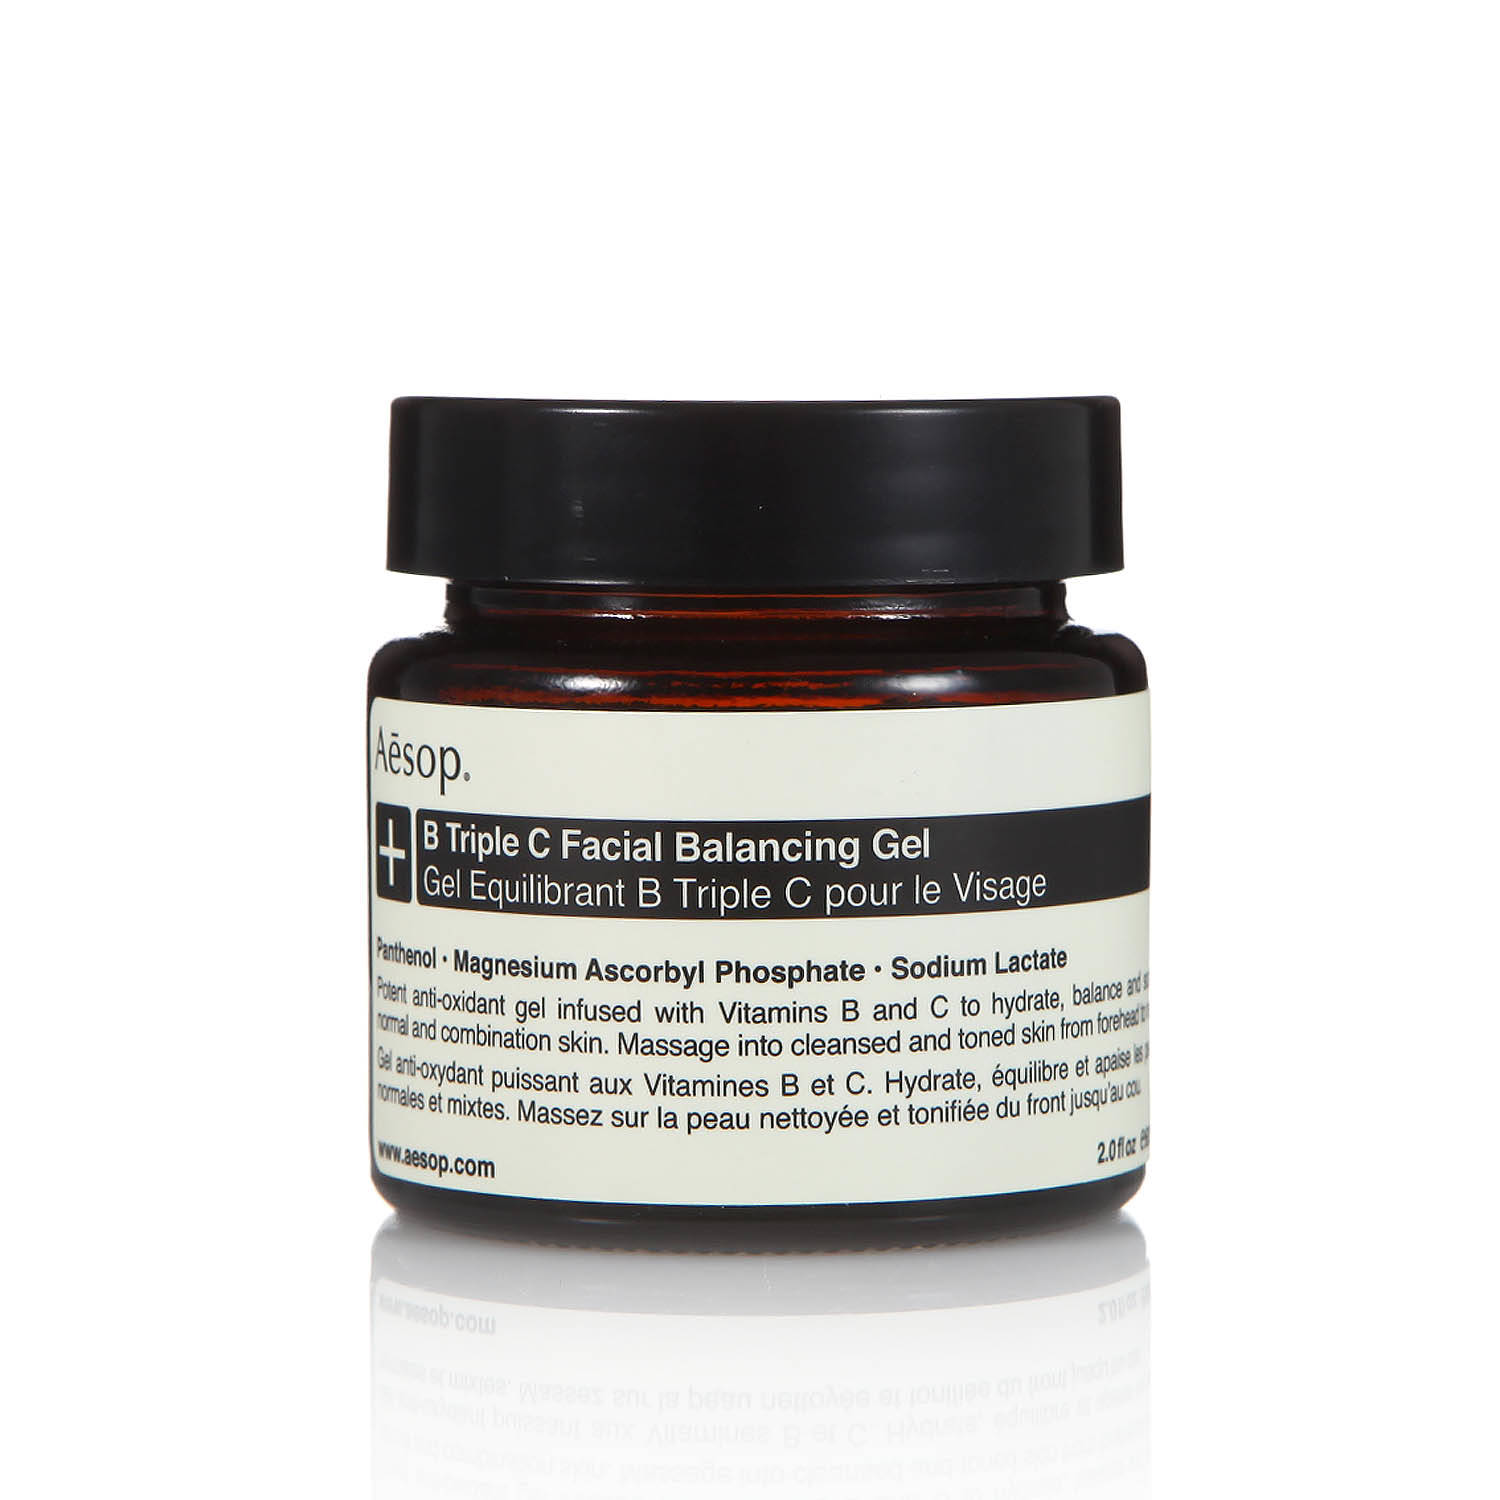 Aēsop.®
+
B Triple C Facial Balancing Gel
Gel Equilibrant B Triple C pour le Visage
Panthenol • Magnesium Ascorbyl Phosphate • Sodium Lactate
Potent anti-oxidant gel infused with Vitamins B and C to hydrate, balance and
normal and combination skin. Massage into cleansed and toned skin from forehead to
Gel anti-oxydant puissant aux Vitamines B et C. Hydrate, équilibre et apaise les
normales et mixtes. Massez sur la peau nettoyée et tonifiée du front jusqu'au cou.
www.aesop.com
2.0 fl oz